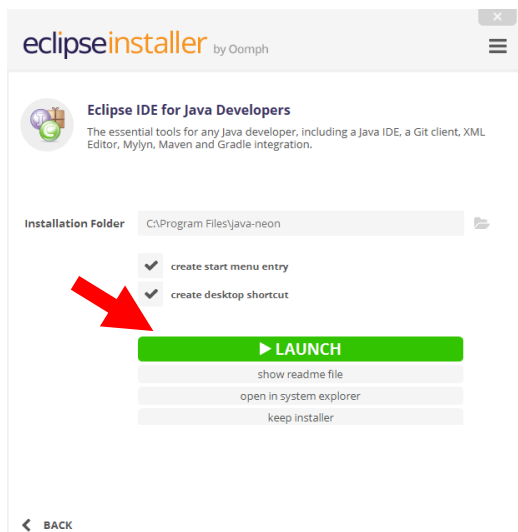 eclipseinstaller by Oomph
Eclipse IDE for Java Developers
The essential tools for any Java developer, including a Java IDE, a Git client, XML
Editor, Mylyn, Maven and Gradle integration.
Installation Folder C:\Program Files\java-neon
create start menu entry
create desktop shortcut
LAUNCH
show readme file
open in system explorer
keep installer
BACK